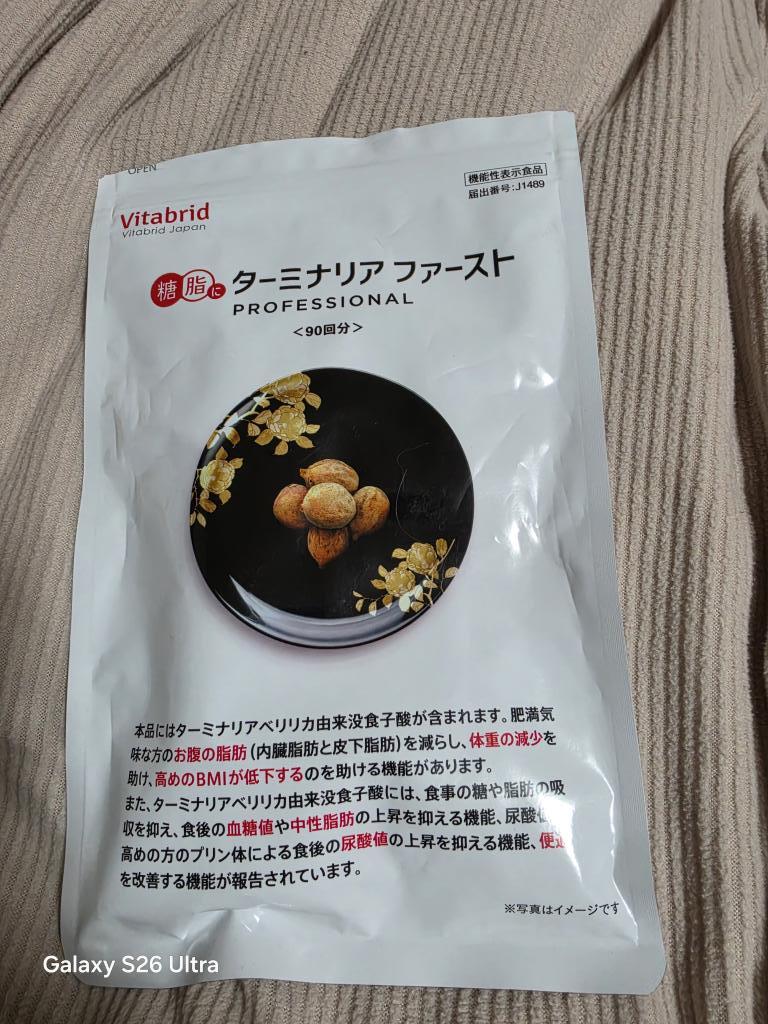 OPEN
機能性表示食品
届出番号:J1489
Vitabrid
Vitabrid Japan
糖脂に ターミナリア ファースト
PROFESSIONAL
<90回分>
本品にはターミナリアベリリカ由来没食子酸が含まれます。肥満気
味な方のお腹の脂肪(内臓脂肪と皮下脂肪)を減らし、体重の減少を
助け、高めのBMIが低下するのを助ける機能があります。
また、ターミナリアベリリカ由来没食子酸には、食事の糖や脂肪の吸
収を抑え、食後の血糖値や中性脂肪の上昇を抑える機能、尿酸
高めの方のプリン体による食後の尿酸値の上昇を抑える機能、便
を改善する機能が報告されています。
※写真はイメージです
Galaxy S26 Ultra